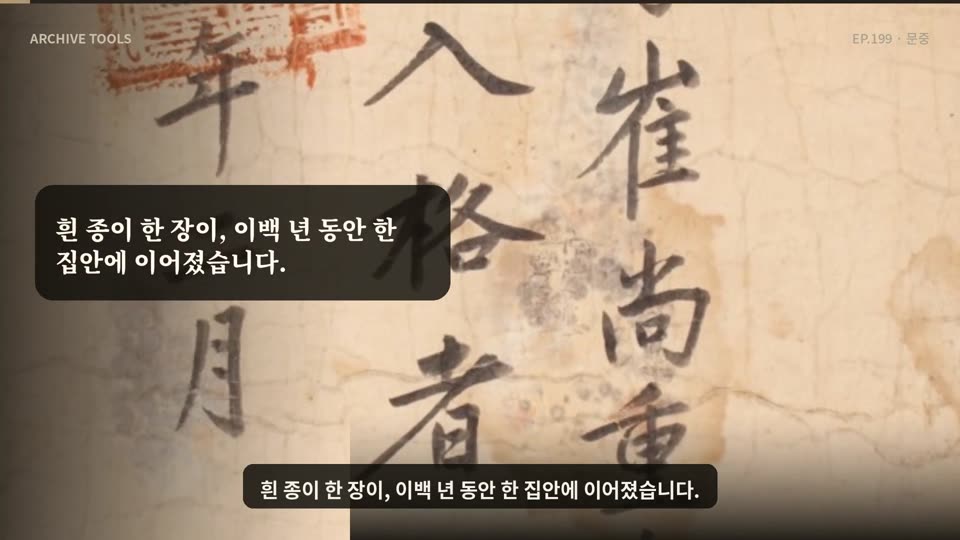 ARCHIVE TOOLS
EP.199 · 문중
崔尚重
入格者
年
月
흰 종이 한 장이, 이백 년 동안 한
집안에 이어졌습니다.
흰 종이 한 장이, 이백 년 동안 한 집안에 이어졌습니다.